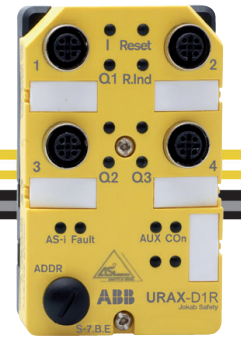 I Reset
1 2
Q1 R.Ind
3 4
Q2 Q3
AS-i Fault AUX COn
ADDR
ABB URAX-D1R
Jokab Safety
S-7.B.E